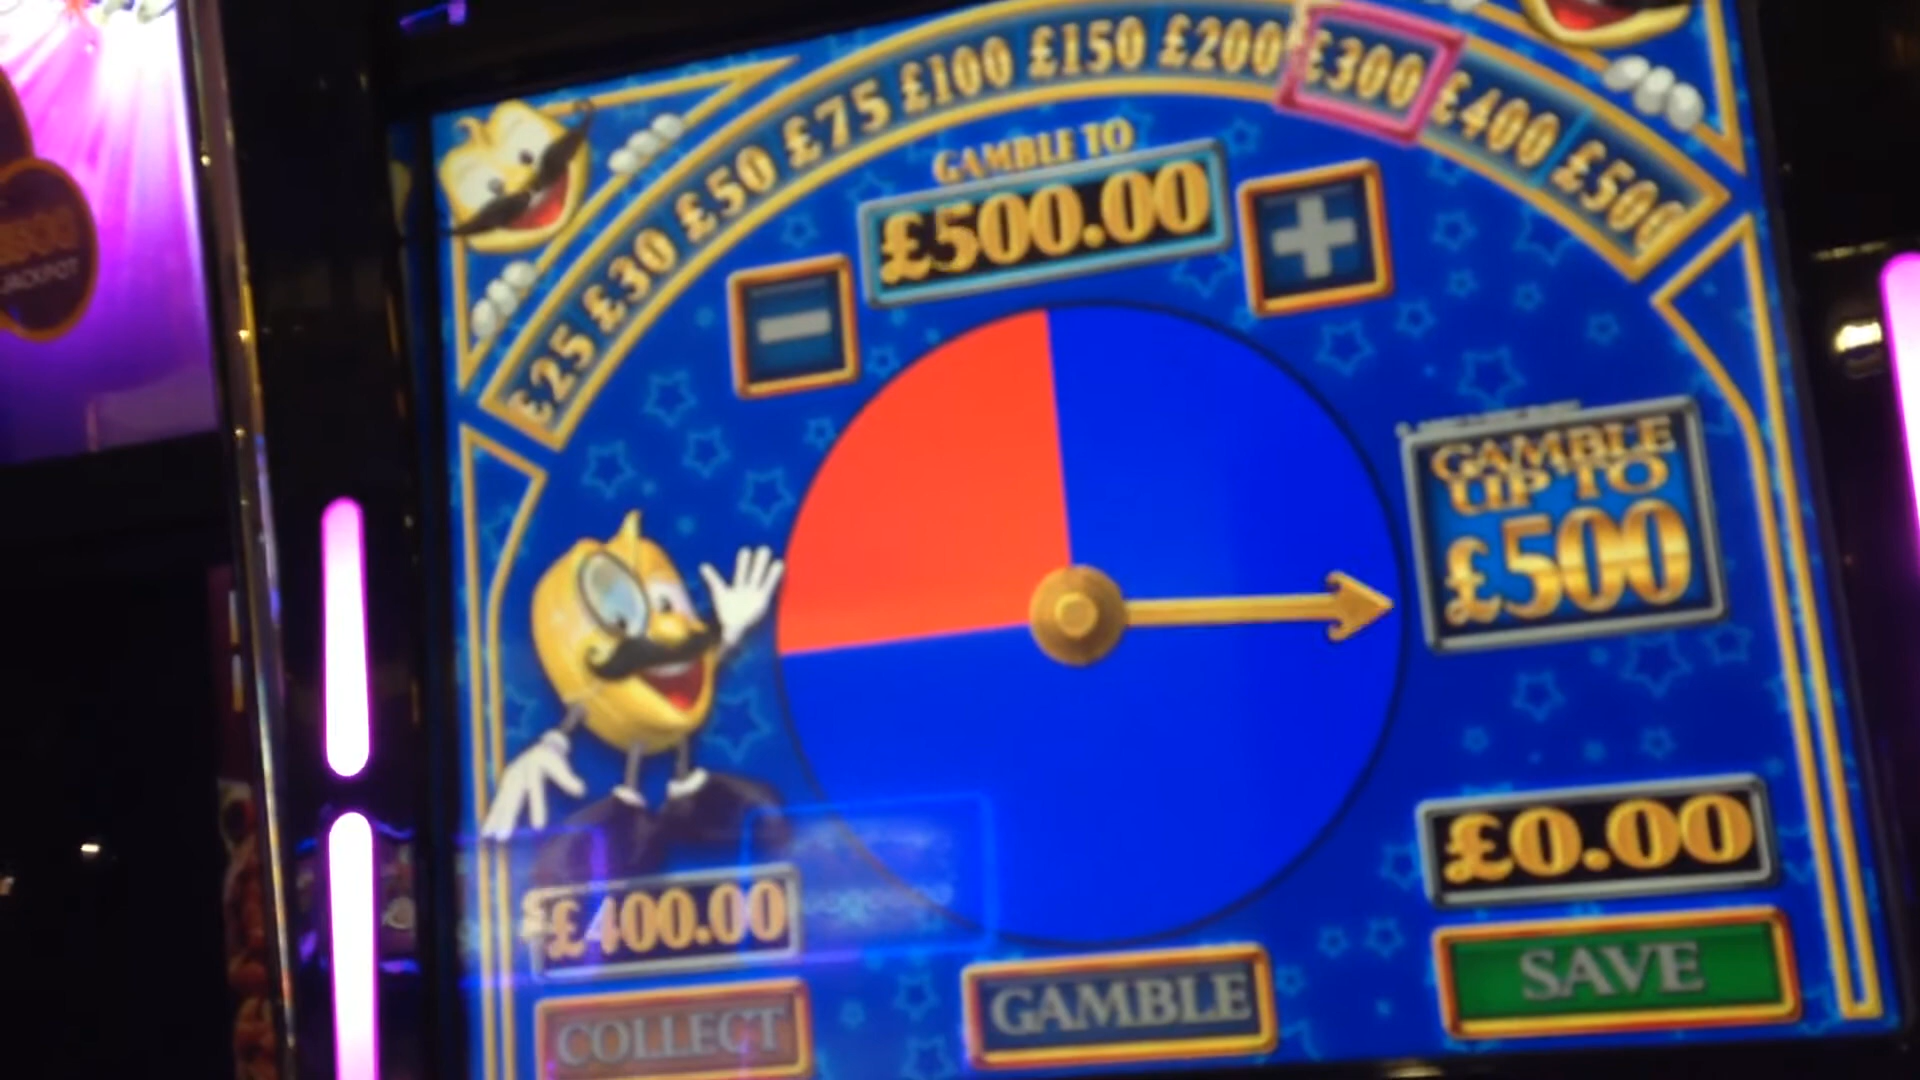 £25 £30 £50 £75 £100 £150 £200 £300 £400 £500
GAMBLE TO
£500.00
GAMBLE
UP TO
£500
£0.00
£400.00
COLLECT
GAMBLE
SAVE
JACKPOT